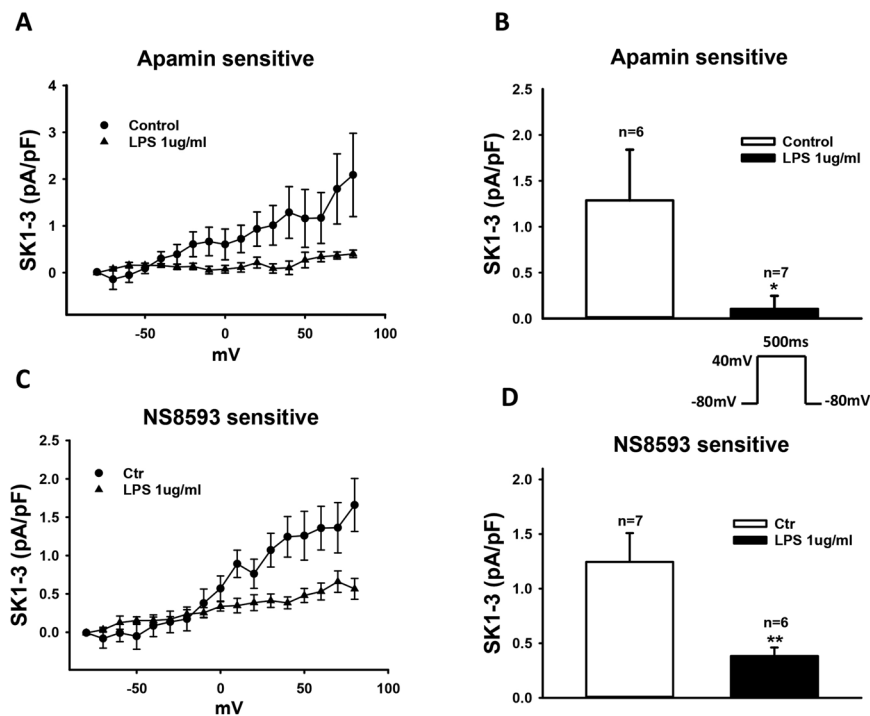 A
Apamin sensitive
SK1-3 (pA/pF)
4
3
2
1
0
Control
LPS 1ug/ml
-50
0
50
100
mV
B
Apamin sensitive
SK1-3 (pA/pF)
2.5
2.0
1.5
1.0
0.5
0.0
n=6
Control
LPS 1ug/ml
n=7
*
500ms
40mV
-80mV
-80mV
C
NS8593 sensitive
SK1-3 (pA/pF)
2.5
2.0
1.5
1.0
0.5
0.0
Ctr
LPS 1ug/ml
-50
0
50
100
mV
D
NS8593 sensitive
SK1-3 (pA/pF)
2.0
1.5
1.0
0.5
0.0
n=7
Ctr
LPS 1ug/ml
n=6
**